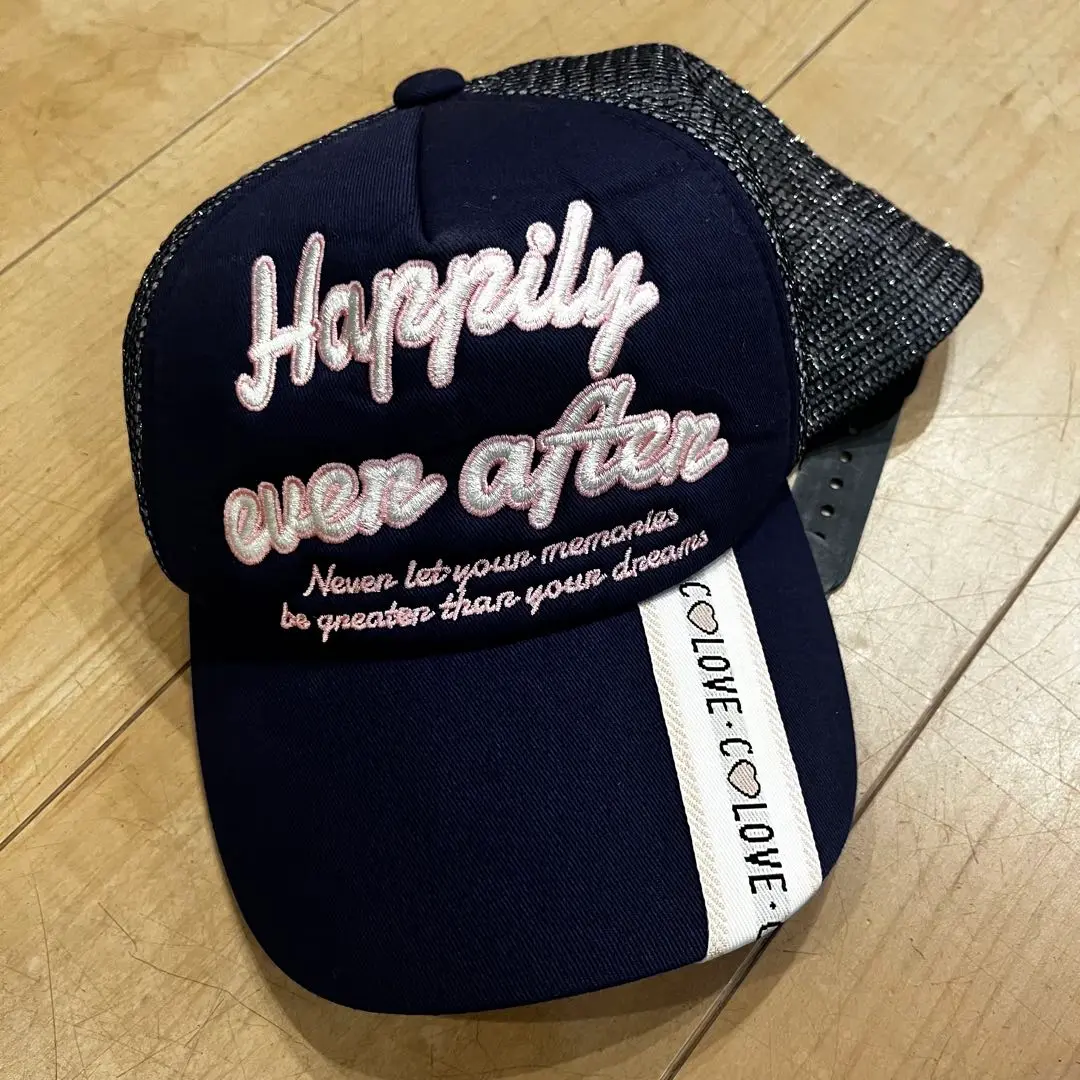 Happily
ever after
Never let your memories
be greater than your dreams
C♡LOVE・C♡LOVE・